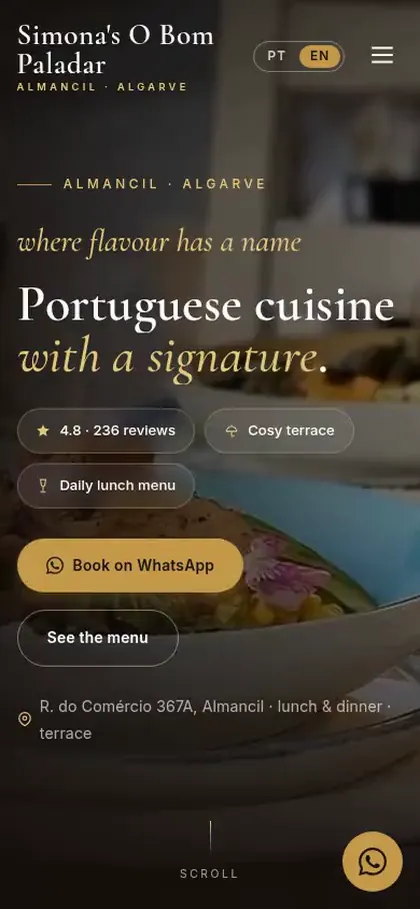 Simona's O Bom
Paladar
ALMANCIL · ALGARVE
PT EN
ALMANCIL · ALGARVE
where flavour has a name
Portuguese cuisine
with a signature.
4.8 · 236 reviews
Cosy terrace
Daily lunch menu
Book on WhatsApp
See the menu
R. do Comércio 367A, Almancil · lunch & dinner ·
terrace
SCROLL